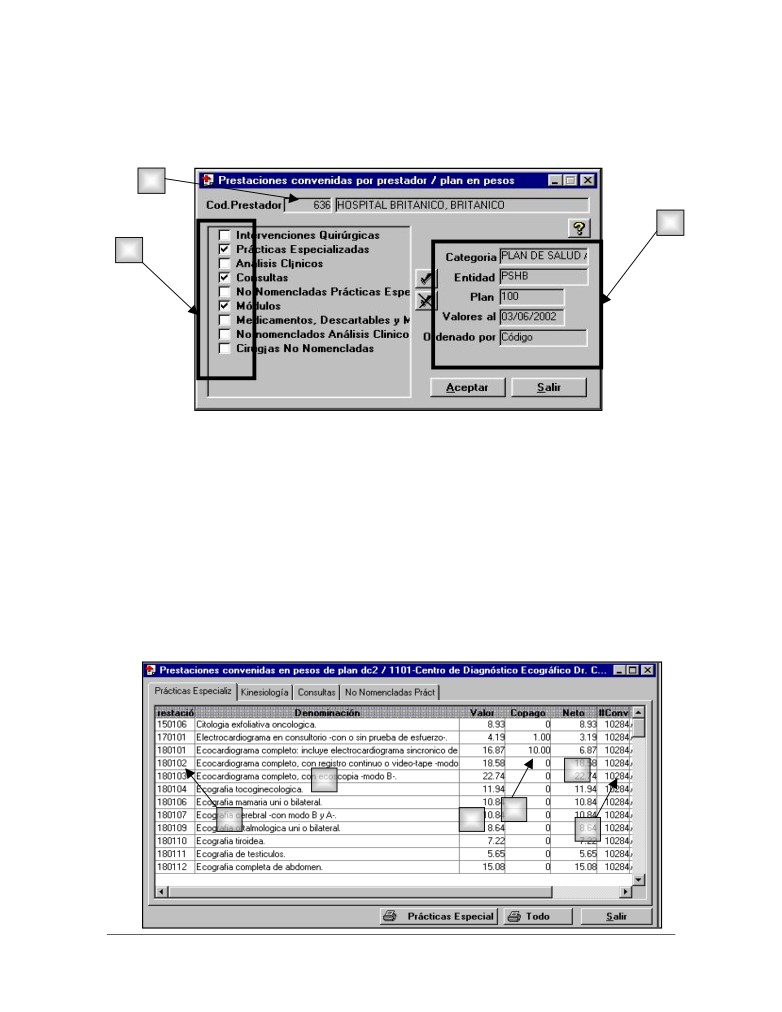 Prestaciones convenidas por prestador / plan en pesos
Cod.Prestador 636 HOSPITAL BRITANICO, BRITANICO
Intervenciones Quirúrgicas
Prácticas Especializadas
Análisis Clínicos
Consultas
No Nomencladas Prácticas Espe
Módulos
Medicamentos, Descartables y M
No nomenclados Análisis Clínico
Cirugías No Nomencladas
?
Categoria PLAN DE SALUD A
Entidad PSHB
Plan 100
Valores al 03/06/2002
denado por Código
Aceptar Salir
Prestaciones convenidas en pesos de plan dc2 / 1101-Centro de Diagnóstico Ecográfico Dr. C...
Prácticas Especializ Kinesiología Consultas No Nomencladas Práct
restació Denominación Valor Copago Neto #Conv
150106 Citologia exfoliativa oncologica. 8.93 0 8.93 10284
170101 Electrocardiograma en consultorio -con o sin prueba de esfuerzo-. 4.19 1.00 3.19 10284
180101 Ecocardiograma completo: incluye electrocardiograma sincronico de 16.87 10.00 6.87 10284
180102 Ecocardiograma completo, con registro continuo o video-tape -modo 18.58 0 18.58 10284
180103 Ecocardiograma completo, con ecoscopia -modo B-. 22.74 0 22.74 10284
180104 Ecografia tocoginecologica. 11.94 0 11.94 10284
180106 Ecografia mamaria uni o bilateral. 10.84 0 10.84 10284
180107 Ecografia cerebral -con modo B y A-. 10.84 0 10.84 10284
180109 Ecografia oftalmologica uni o bilateral. 8.64 0 8.64 10284
180110 Ecografia tiroidea. 7.22 0 7.22 10284
180111 Ecografia de testiculos. 5.65 0 5.65 10284
180112 Ecografia completa de abdomen. 15.08 0 15.08 10284
Prácticas Especial Todo Salir